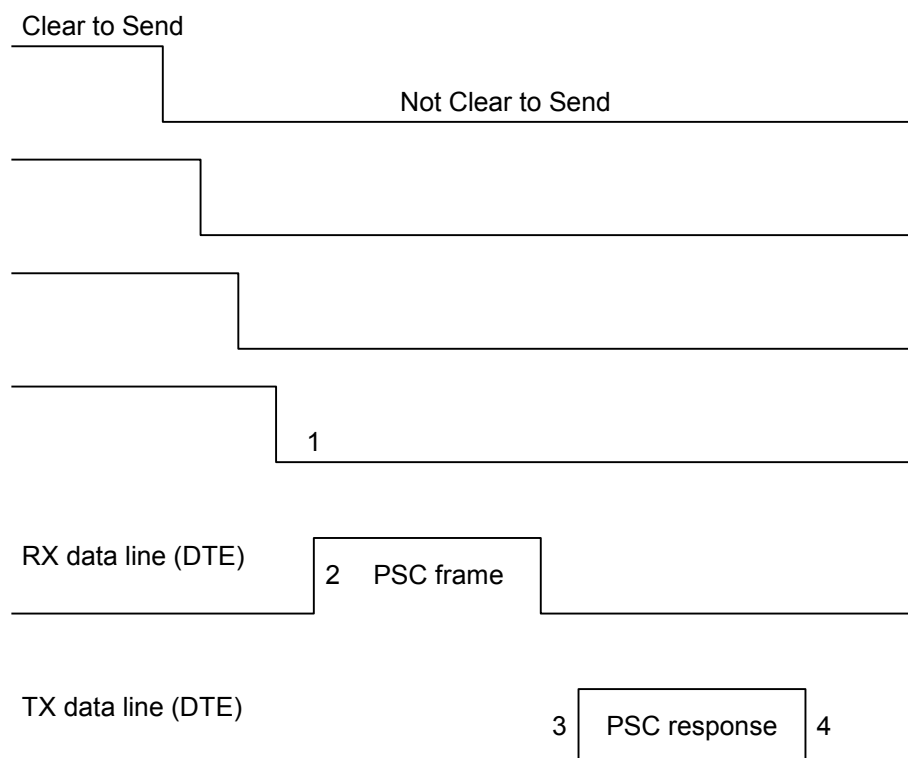 Clear to Send
Not Clear to Send
1
RX data line (DTE)
2 PSC frame
TX data line (DTE)
3 PSC response 4